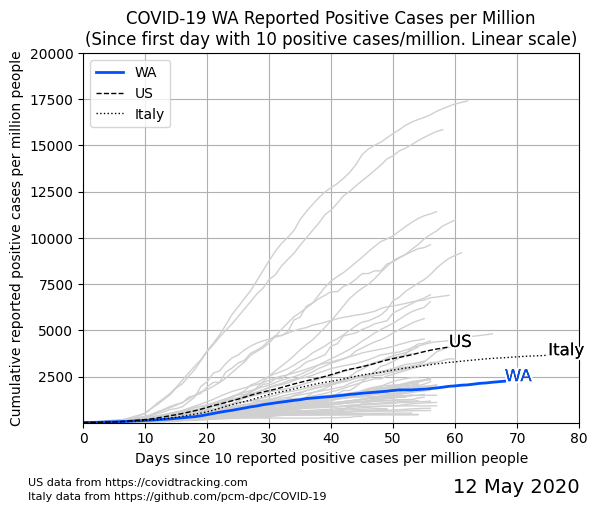 COVID-19 WA Reported Positive Cases per Million
(Since first day with 10 positive cases/million. Linear scale)
Cumulative reported positive cases per million people
20000
17500
15000
12500
10000
7500
5000
2500
WA
US
Italy
US
Italy
WA
0 10 20 30 40 50 60 70 80
Days since 10 reported positive cases per million people
US data from https://covidtracking.com
Italy data from https://github.com/pcm-dpc/COVID-19
12 May 2020